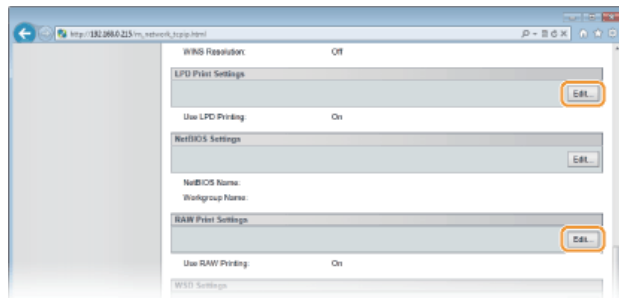 http://192.168.0.215/m_network_tcpip.html
WINS Resolution: Off
LPD Print Settings
Edit...
Use LPD Printing: On
NetBIOS Settings
Edit...
NetBIOS Name:
Workgroup Name:
RAW Print Settings
Edit...
Use RAW Printing: On
WSD Settings